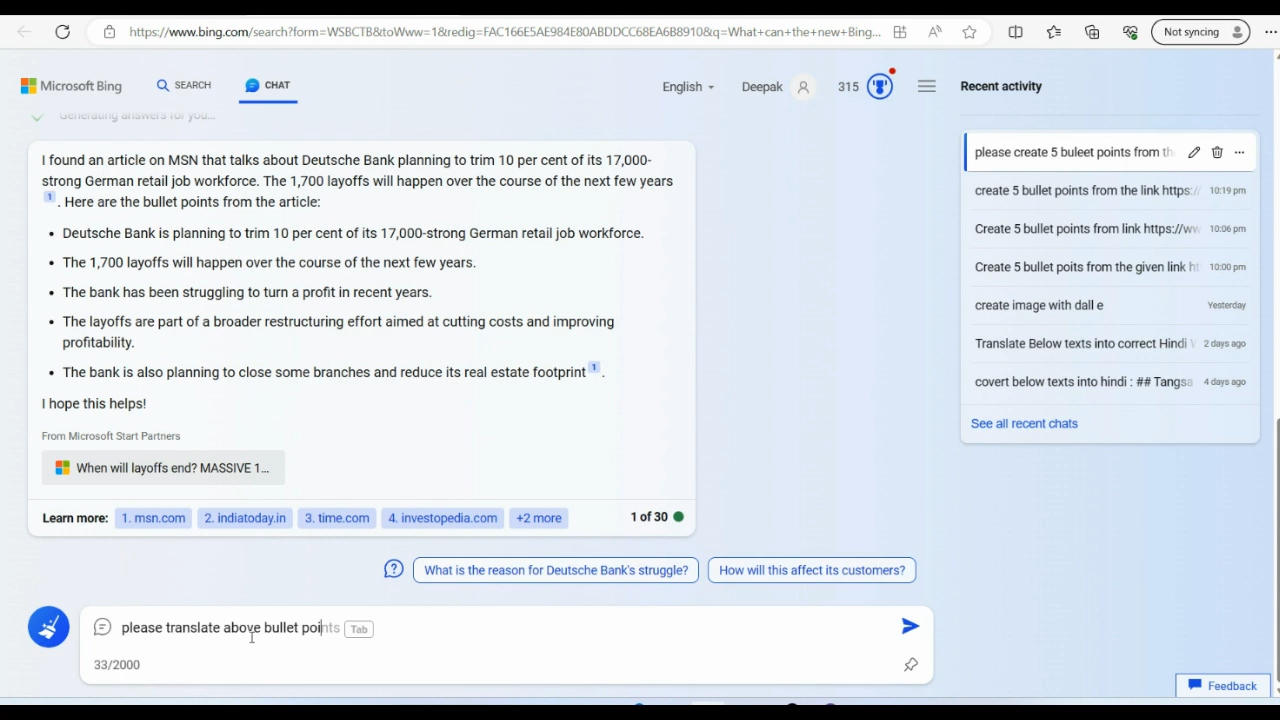 https://www.bing.com/search?form=WSBCTB&toWww=1&redig=FAC166E5AE984E80ABDDCC68EA6B8910&q=What+can+the+new+Bing...
Not syncing
Microsoft Bing
SEARCH
CHAT
English
Deepak
315
Recent activity
Generating answers for you...
I found an article on MSN that talks about Deutsche Bank planning to trim 10 per cent of its 17,000-
strong German retail job workforce. The 1,700 layoffs will happen over the course of the next few years
1 . Here are the bullet points from the article:
• Deutsche Bank is planning to trim 10 per cent of its 17,000-strong German retail job workforce.
• The 1,700 layoffs will happen over the course of the next few years.
• The bank has been struggling to turn a profit in recent years.
• The layoffs are part of a broader restructuring effort aimed at cutting costs and improving
profitability.
• The bank is also planning to close some branches and reduce its real estate footprint 1 .
I hope this helps!
From Microsoft Start Partners
When will layoffs end? MASSIVE 1...
Learn more: 1. msn.com 2. indiatoday.in 3. time.com 4. investopedia.com +2 more 1 of 30
What is the reason for Deutsche Bank's struggle? How will this affect its customers?
please translate above bullet points Tab
33/2000
please create 5 buleet points from th
create 5 bullet points from the link https:/ 10:19 pm
Create 5 bullet points from link https://ww 10:06 pm
Create 5 bullet poits from the given link ht 10:00 pm
create image with dall e Yesterday
Translate Below texts into correct Hindi 2 days ago
covert below texts into hindi : ## Tangsa 4 days ago
See all recent chats
Feedback